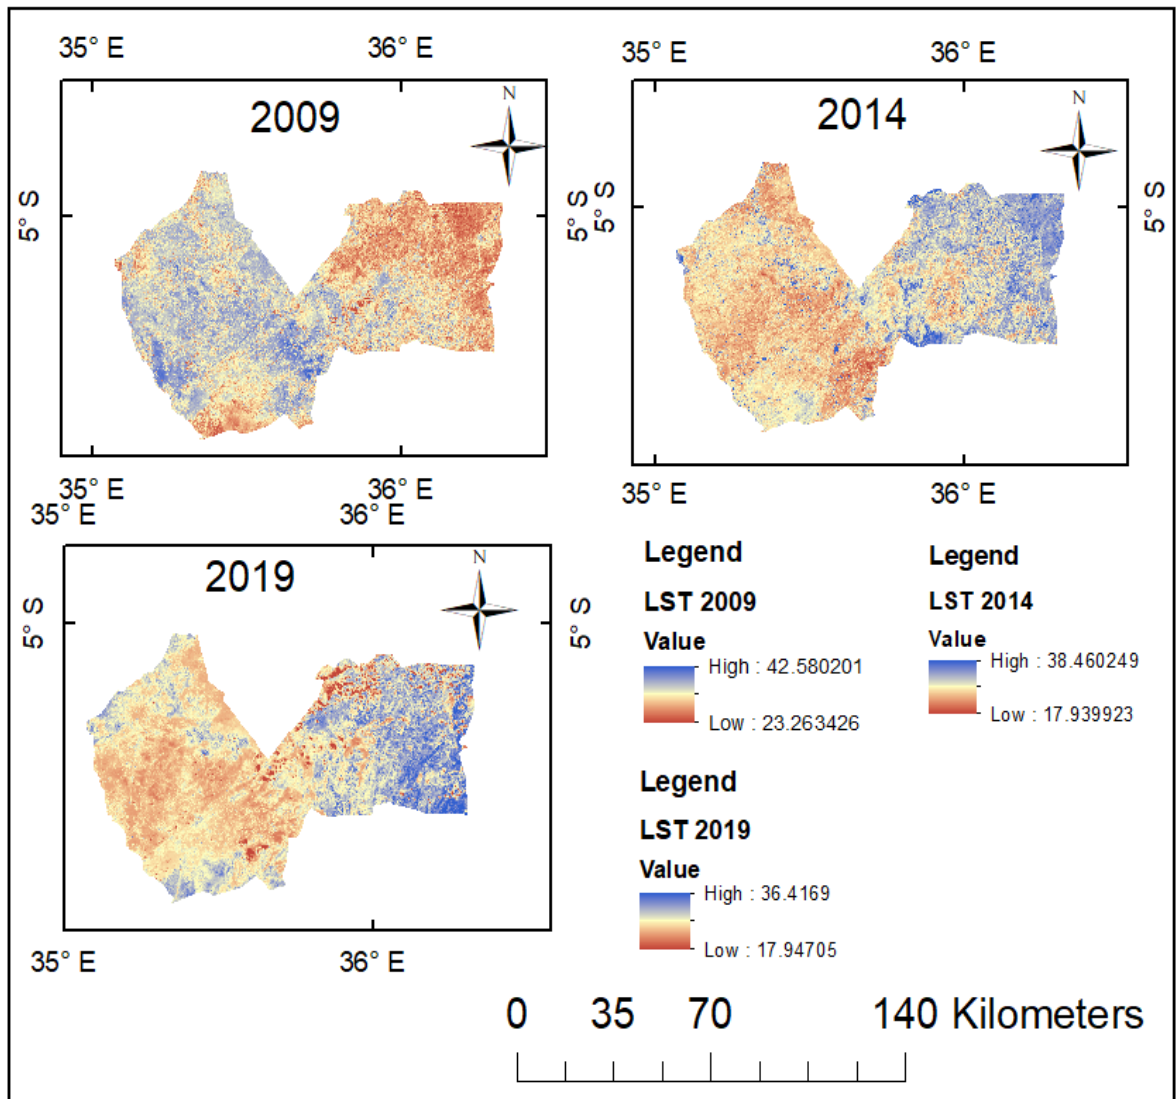 35° E 36° E 35° E 36° E
N
2009
N
2014
5° S
5° S
5° S
5° S
35° E 36° E
35° E 36° E
35° E 36° E
N
2019
5° S
5° S
35° E 36° E
Legend
LST 2009
Value
High : 42.580201
Low : 23.263426
Legend
LST 2014
Value
High : 38.460249
Low : 17.939923
Legend
LST 2019
Value
High : 36.4169
Low : 17.94705
0 35 70 140 Kilometers